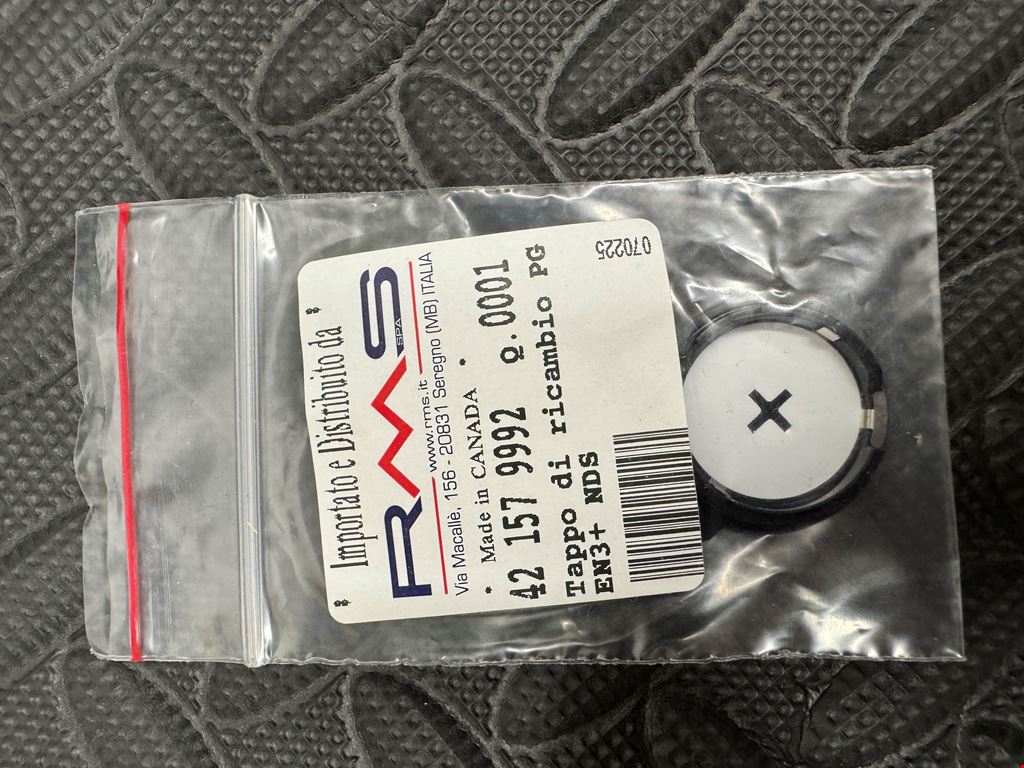 * Importato e Distribuito da *
RMS
SPA
www.rms.it
Via Macallè, 156 - 20831 Seregno (MB) ITALIA
* Made in CANADA *
42 157 9992 Q.0001
Tappo di ricambio PG
EN3+ NDS
070225